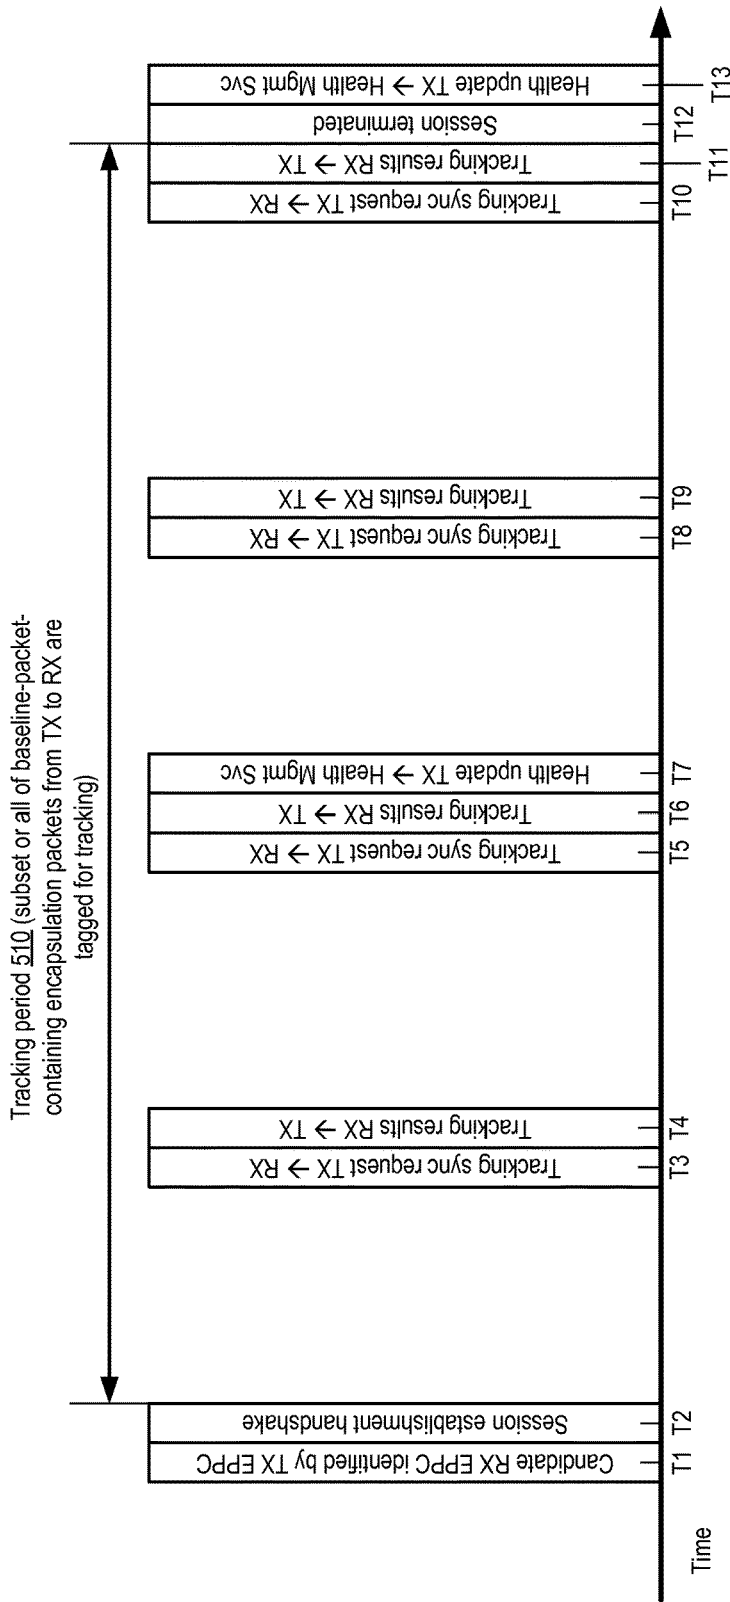 Tracking period 510 (subset or all of baseline-packet-
containing encapsulation packets from TX to RX are
tagged for tracking)
Candidate RX EPPC identified by TX EPPC
Session establishment handshake
Tracking sync request TX → RX
Tracking results RX → TX
Tracking sync request TX → RX
Tracking results RX → TX
Health update TX → Health Mgmt Svc
Tracking sync request TX → RX
Tracking results RX → TX
Tracking sync request TX → RX
Tracking results RX → TX
Session terminated
Health update TX → Health Mgmt Svc
T1
T2
T3
T4
T5
T6
T7
T8
T9
T10
T11
T12
T13
Time